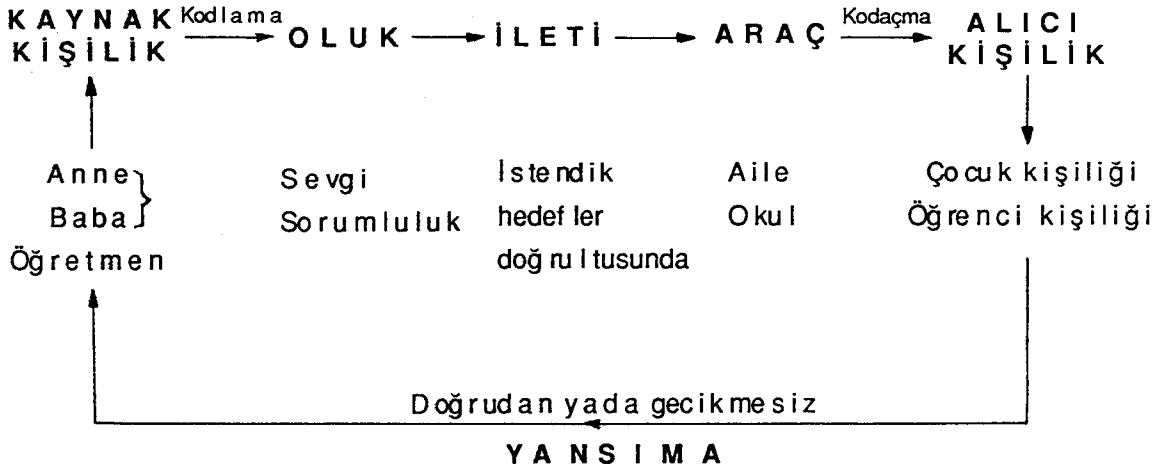 KAYNAK KİŞİLİK
Kodlama
OLUK
İLETİ
ARAÇ
Kodaçma
ALICI KİŞİLİK
Anne
Baba
Öğretmen
Sevgi
Sorumluluk
İstendik
hedefler
doğrultusunda
Aile
Okul
Çocuk kişiliği
Öğrenci kişiliği
Doğrudan yada gecikmesiz
YANSIMA